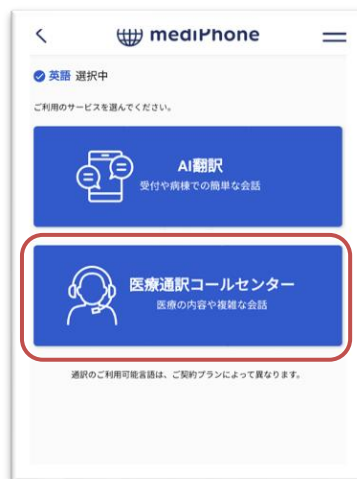 mediPhone
英語 選択中
ご利用のサービスを選んでください。
AI翻訳
受付や病棟での簡単な会話
医療通訳コールセンター
医療の内容や複雑な会話
通訳のご利用可能言語は、ご契約プランによって異なります。